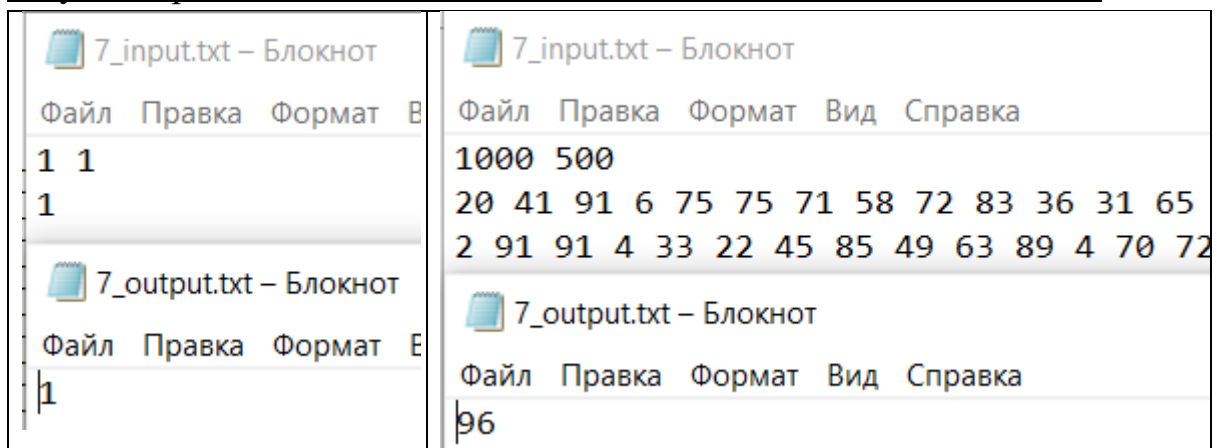 7_input.txt – Блокнот
Файл Правка Формат
1 1
1
7_output.txt – Блокнот
Файл Правка Формат
1
7_input.txt – Блокнот
Файл Правка Формат Вид Справка
1000 500
20 41 91 6 75 75 71 58 72 83 36 31 65
2 91 91 4 33 22 45 85 49 63 89 4 70 72
7_output.txt – Блокнот
Файл Правка Формат Вид Справка
96